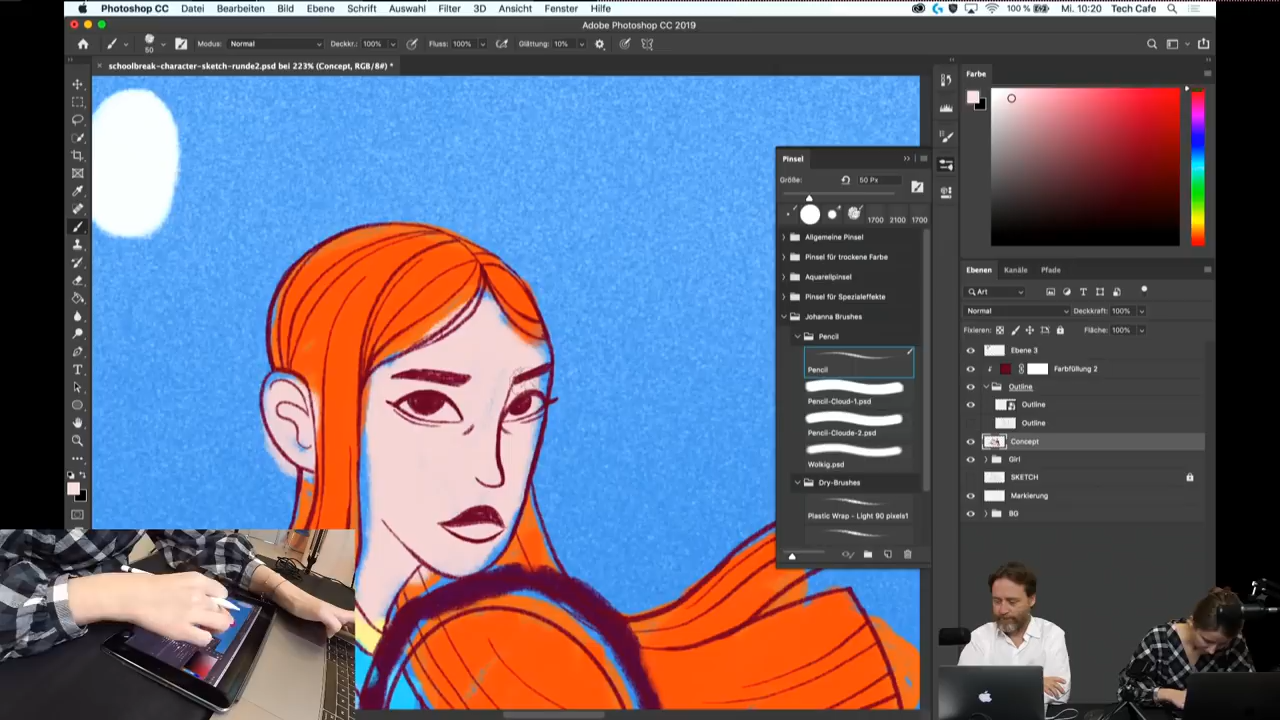 Photoshop CC Datei Bearbeiten Bild Ebene Schrift Auswahl Filter 3D Ansicht Fenster Hilfe 100 % Mi. 10:20 Tech Cafe
Adobe Photoshop CC 2019
50 Modus: Normal Deckkr.: 100% Fluss: 100% Glättung: 10%
× schoolbreak-character-sketch-runde2.psd bei 223% (Concept, RGB/8#) *
Farbe
Pinsel
Größe: 50 Px
1700 2100 1700
Allgemeine Pinsel
Pinsel für trockene Farbe
Aquarellpinsel
Pinsel für Spezialeffekte
Johanna Brushes
Pencil
Pencil
Pencil-Cloud-1.psd
Pencil-Cloude-2.psd
Wolkig.psd
Dry-Brushes
Plastic Wrap - Light 90 pixels1
Ebenen Kanäle Pfade
Art
Normal Deckkraft: 100%
Fixieren: Fläche: 100%
Ebene 3
Farbfüllung 2
Outline
Outline
Outline
Concept
Girl
SKETCH
Markierung
BG